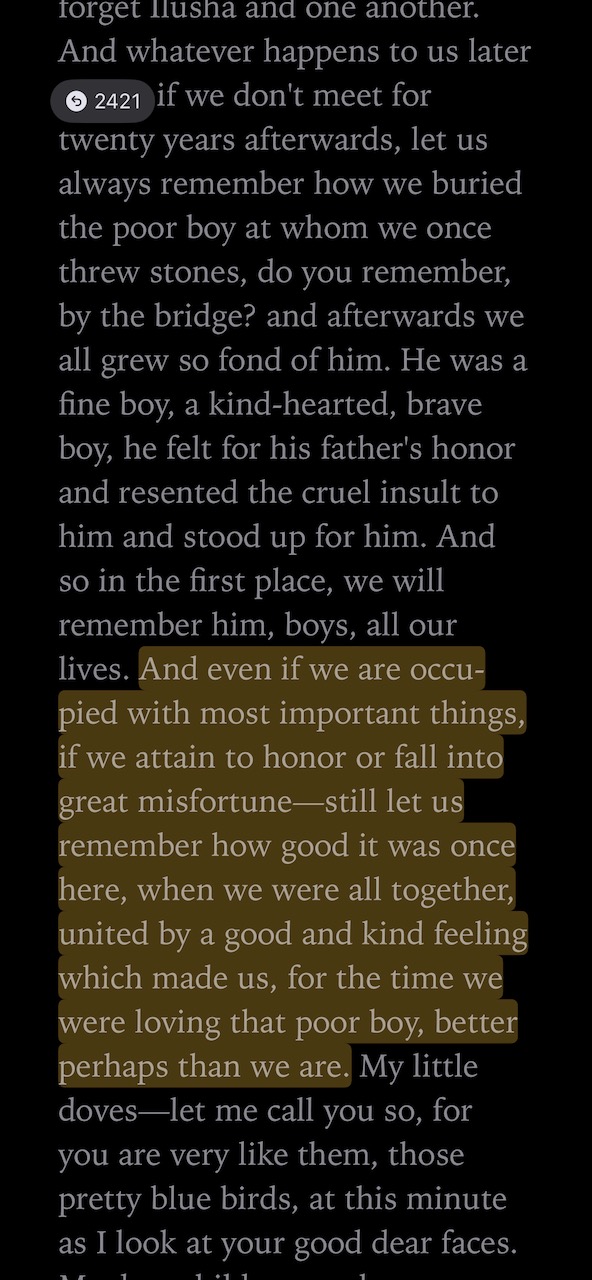 forget Ilusha and one another.
And whatever happens to us later
2421 if we don't meet for
twenty years afterwards, let us
always remember how we buried
the poor boy at whom we once
threw stones, do you remember,
by the bridge? and afterwards we
all grew so fond of him. He was a
fine boy, a kind-hearted, brave
boy, he felt for his father's honor
and resented the cruel insult to
him and stood up for him. And
so in the first place, we will
remember him, boys, all our
lives. And even if we are occu-
pied with most important things,
if we attain to honor or fall into
great misfortune—still let us
remember how good it was once
here, when we were all together,
united by a good and kind feeling
which made us, for the time we
were loving that poor boy, better
perhaps than we are. My little
doves—let me call you so, for
you are very like them, those
pretty blue birds, at this minute
as I look at your good dear faces.